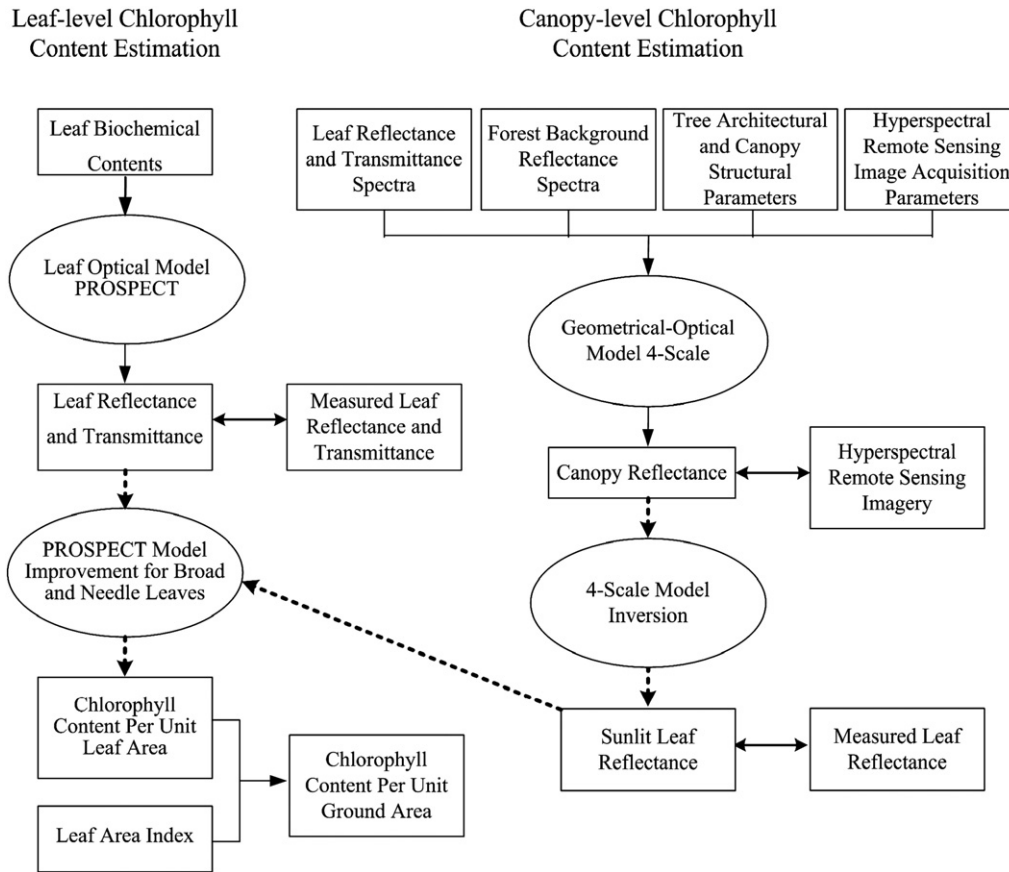 Leaf-level Chlorophyll
Content Estimation
Canopy-level Chlorophyll
Content Estimation
Leaf Biochemical
Contents
Leaf Optical Model
PROSPECT
Leaf Reflectance
and Transmittance
Measured Leaf
Reflectance and
Transmittance
PROSPECT Model
Improvement for Broad
and Needle Leaves
Chlorophyll
Content Per Unit
Leaf Area
Leaf Area Index
Chlorophyll
Content Per Unit
Ground Area
Leaf Reflectance
and Transmittance
Spectra
Forest Background
Reflectance
Spectra
Tree Architectural
and Canopy
Structural
Parameters
Hyperspectral
Remote Sensing
Image Acquisition
Parameters
Geometrical-Optical
Model 4-Scale
Canopy Reflectance
Hyperspectral
Remote Sensing
Imagery
4-Scale Model
Inversion
Sunlit Leaf
Reflectance
Measured Leaf
Reflectance